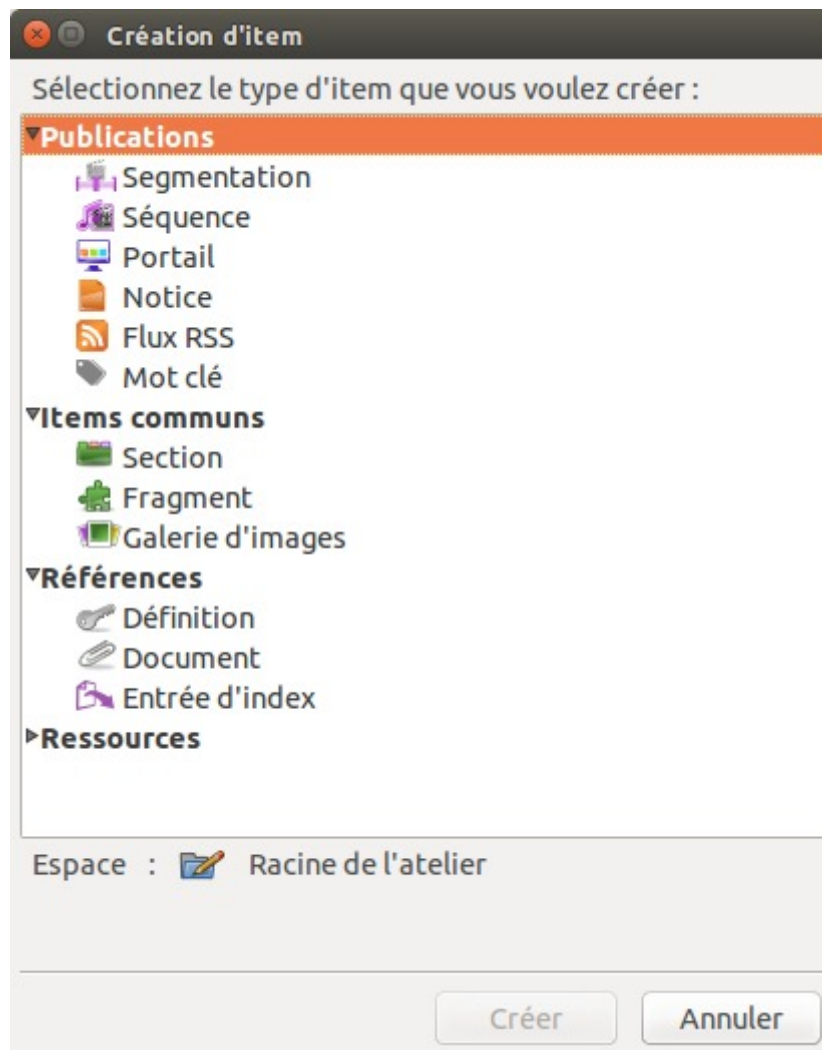 Création d'item
Sélectionnez le type d'item que vous voulez créer :
Publications
Segmentation
Séquence
Portail
Notice
Flux RSS
Mot clé
Items communs
Section
Fragment
Galerie d'images
Références
Définition
Document
Entrée d'index
Ressources
Espace : Racine de l'atelier
Créer Annuler